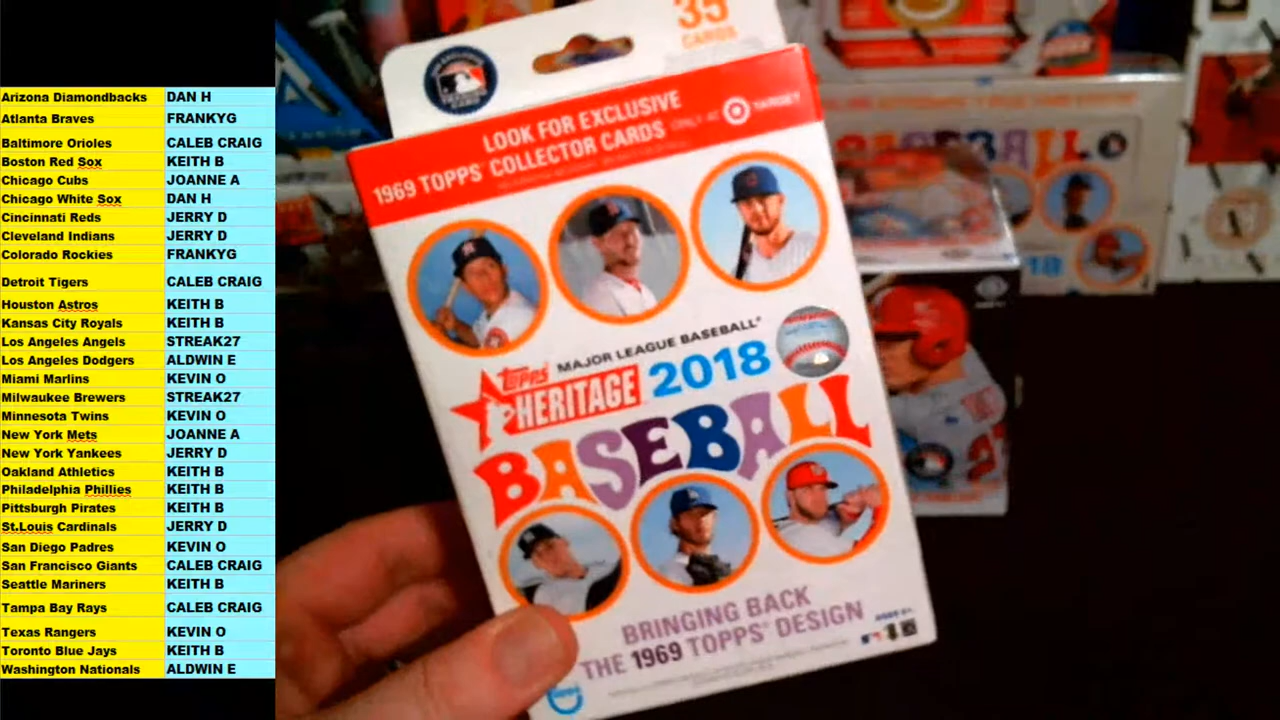 Arizona Diamondbacks DAN H
Atlanta Braves FRANKYG
Baltimore Orioles CALEB CRAIG
Boston Red Sox KEITH B
Chicago Cubs JOANNE A
Chicago White Sox DAN H
Cincinnati Reds JERRY D
Cleveland Indians JERRY D
Colorado Rockies FRANKYG
Detroit Tigers CALEB CRAIG
Houston Astros KEITH B
Kansas City Royals KEITH B
Los Angeles Angels STREAK27
Los Angeles Dodgers ALDWIN E
Miami Marlins KEVIN O
Milwaukee Brewers STREAK27
Minnesota Twins KEVIN O
New York Mets JOANNE A
New York Yankees JERRY D
Oakland Athletics KEITH B
Philadelphia Phillies KEITH B
Pittsburgh Pirates KEITH B
St.Louis Cardinals JERRY D
San Diego Padres KEVIN O
San Francisco Giants CALEB CRAIG
Seattle Mariners KEITH B
Tampa Bay Rays CALEB CRAIG
Texas Rangers KEVIN O
Toronto Blue Jays KEITH B
Washington Nationals ALDWIN E
35
CARDS
LOOK FOR EXCLUSIVE
1969 TOPPS COLLECTOR CARDS ONLY AT TARGET
MAJOR LEAGUE BASEBALL
TOPPS
HERITAGE 2018
BASEBALL
BRINGING BACK
THE 1969 TOPPS DESIGN
topps
BASEBALL
18